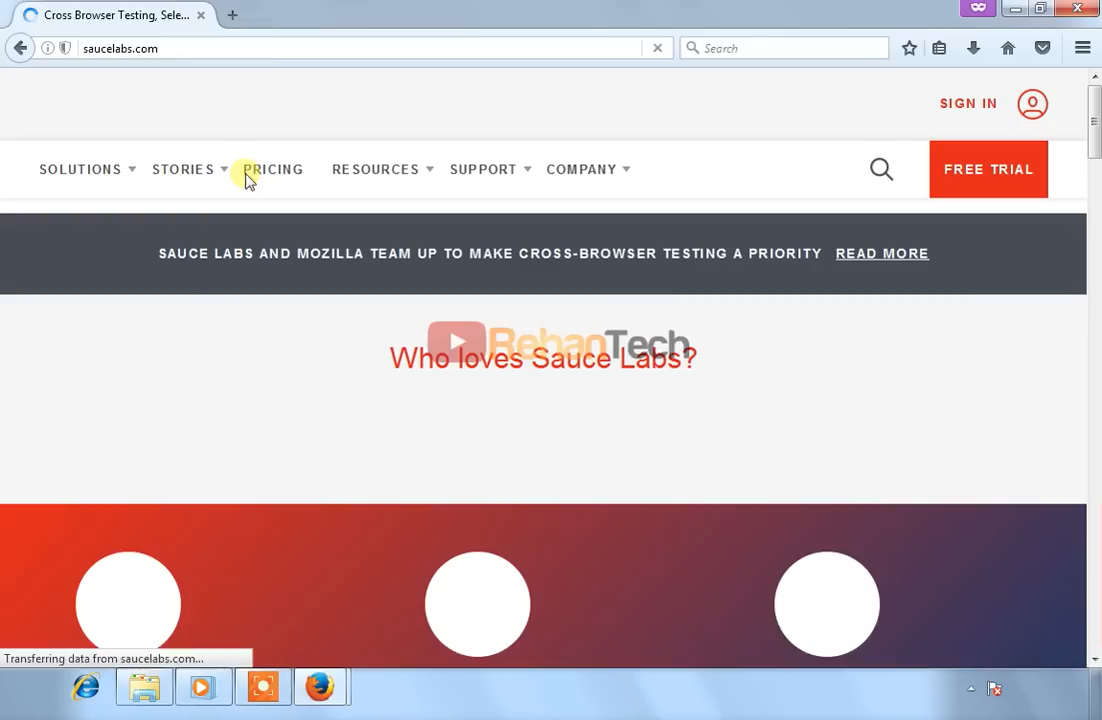 Cross Browser Testing, Sele...
saucelabs.com
Search
SIGN IN
SOLUTIONS STORIES PRICING RESOURCES SUPPORT COMPANY FREE TRIAL
SAUCE LABS AND MOZILLA TEAM UP TO MAKE CROSS-BROWSER TESTING A PRIORITY READ MORE
RehanTech
Who loves Sauce Labs?
Transferring data from saucelabs.com...